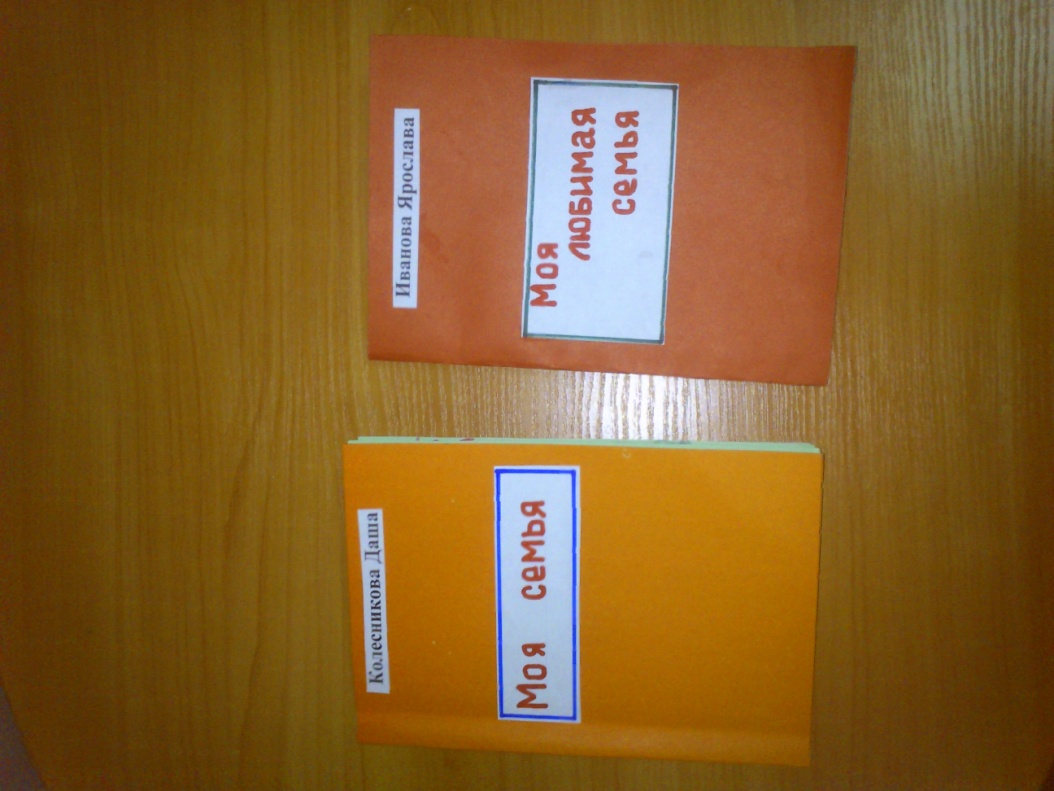 Колесникова Даша
Моя семья
Иванова Ярослава
Моя
любимая
семья